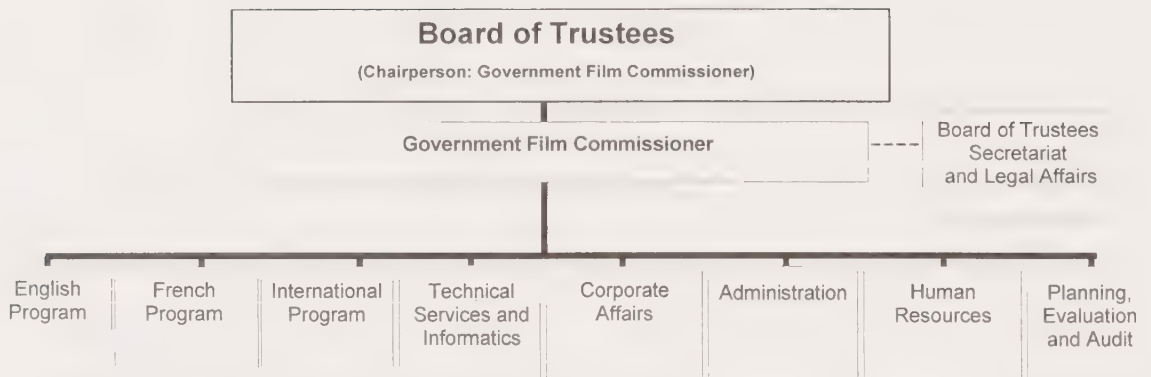 Board of Trustees
(Chairperson: Government Film Commissioner)
Government Film Commissioner
Board of Trustees
Secretariat
and Legal Affairs
English
Program
French
Program
International
Program
Technical
Services and
Informatics
Corporate
Affairs
Administration
Human
Resources
Planning,
Evaluation
and Audit